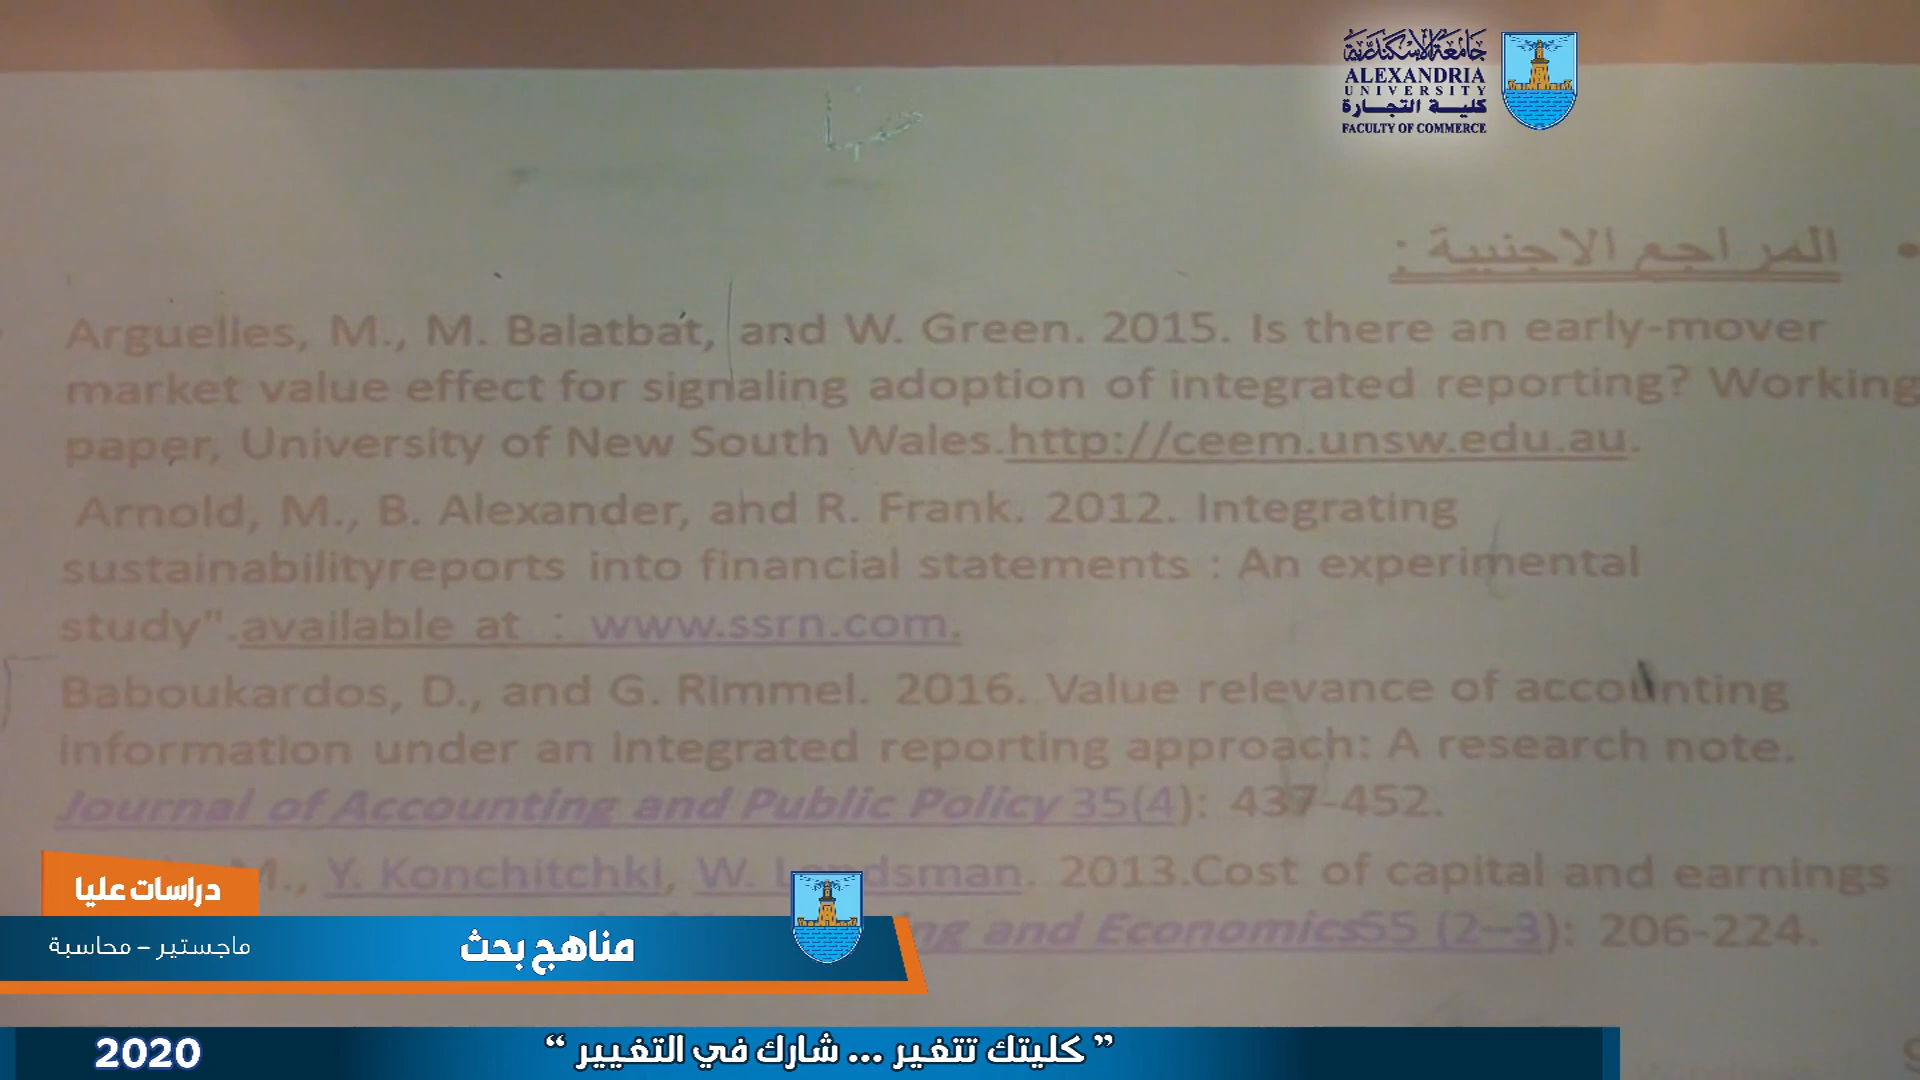 جامعة الإسكندرية
ALEXANDRIA
UNIVERSITY
كلية التجارة
FACULTY OF COMMERCE
• المراجع الاجنبية :
Arguelles, M., M. Balatbat, and W. Green. 2015. Is there an early-mover
market value effect for signaling adoption of integrated reporting? Working
paper, University of New South Wales.http://ceem.unsw.edu.au.
Arnold, M., B. Alexander, and R. Frank. 2012. Integrating
sustainabilityreports into financial statements : An experimental
study".available at : www.ssrn.com.
Baboukardos, D., and G. Rimmel. 2016. Value relevance of accounting
information under an integrated reporting approach: A research note.
Journal of Accounting and Public Policy 35(4): 437-452.
M., Y. Konchitchki, W. 2013.Cost of capital and earnings
and Economics55 (2–3): 206-224.
دراسات عليا
ماجستير – محاسبة
مناهج بحث
2020
” كليتك تتغير ... شارك في التغيير “